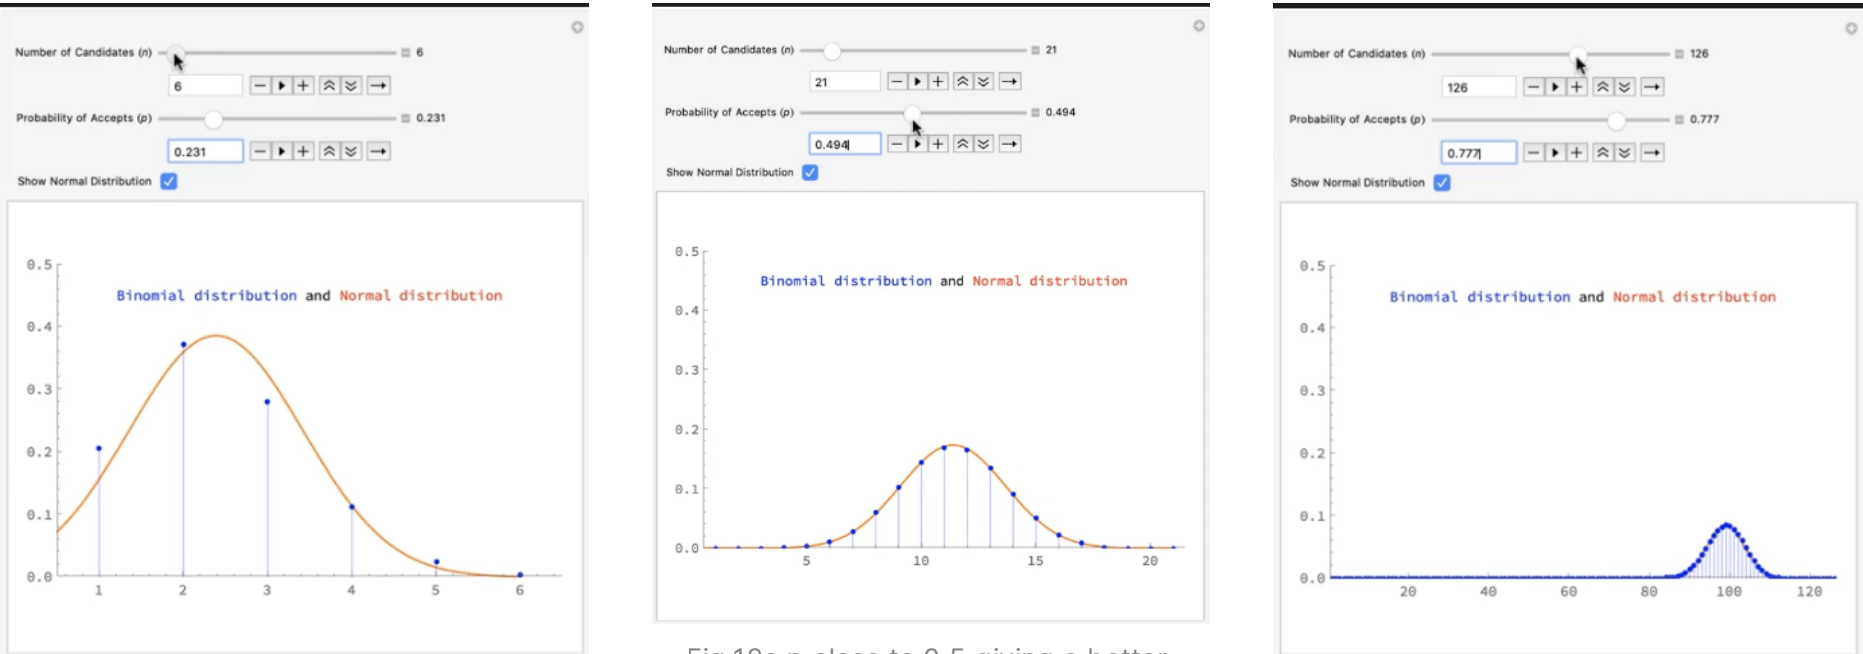 Number of Candidates (n) 6
6
Probability of Accepts (p) 0.231
0.231
Show Normal Distribution
0.5
Binomial distribution and Normal distribution
0.4
0.3
0.2
0.1
0.0
1 2 3 4 5 6
Number of Candidates (n) 21
21
Probability of Accepts (p) 0.494
0.494
Show Normal Distribution
0.5
Binomial distribution and Normal distribution
0.4
0.3
0.2
0.1
0.0
5 10 15 20
Number of Candidates (n) 126
126
Probability of Accepts (p) 0.777
0.777
Show Normal Distribution
0.5
Binomial distribution and Normal distribution
0.4
0.3
0.2
0.1
0.0
20 40 60 80 100 120